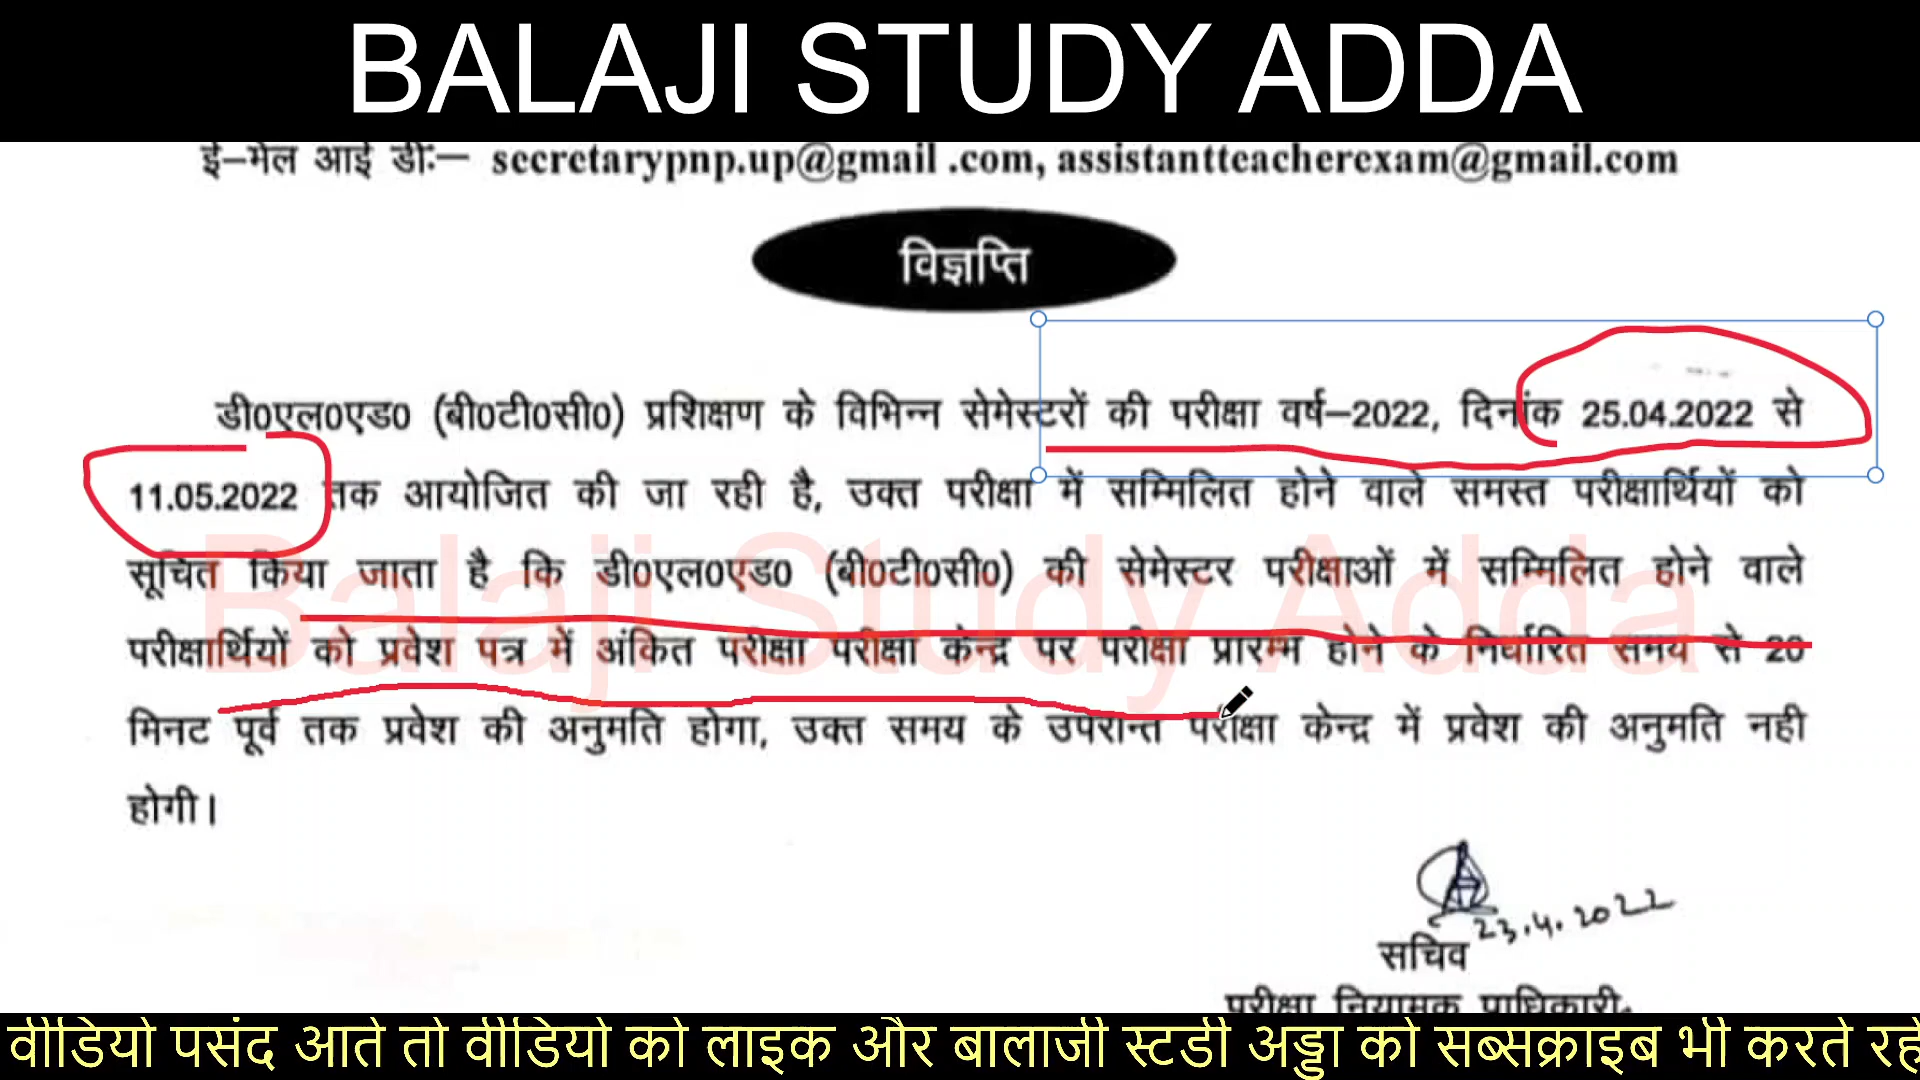 BALAJI STUDY ADDA
ई–मेल आई डी:— secretarypnp.up@gmail .com, assistantteacherexam@gmail.com
विज्ञप्ति
डी0एल0एड0 (बी0टी0सी0) प्रशिक्षण के विभिन्न सेमेस्टरों की परीक्षा वर्ष–2022, दिनांक 25.04.2022 से
11.05.2022 तक आयोजित की जा रही है, उक्त परीक्षा में सम्मिलित होने वाले समस्त परीक्षार्थियों को
सूचित किया जाता है कि डी0एल0एड0 (बी0टी0सी0) की सेमेस्टर परीक्षाओं में सम्मिलित होने वाले
Balaji Study Adda
परीक्षार्थियों को प्रवेश पत्र में अंकित परीक्षा परीक्षा केन्द्र पर परीक्षा प्रारम्भ होने के निर्धारित समय से 20
मिनट पूर्व तक प्रवेश की अनुमति होगा, उक्त समय के उपरान्त परीक्षा केन्द्र में प्रवेश की अनुमति नही
होगी।
23.4.2022
सचिव
परीक्षा नियामक प्राधिकारी,
वीडियो पसंद आते तो वीडियो को लाइक और बालाजी स्टडी अड्डा को सब्सक्राइब भी करते रहे